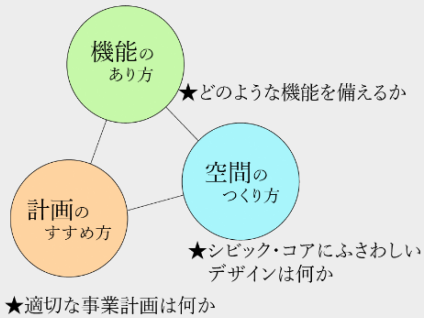 機能の
あり方
★どのような機能を備えるか
空間の
つくり方
計画の
すすめ方
★シビック・コアにふさわしい
デザインは何か
★適切な事業計画は何か